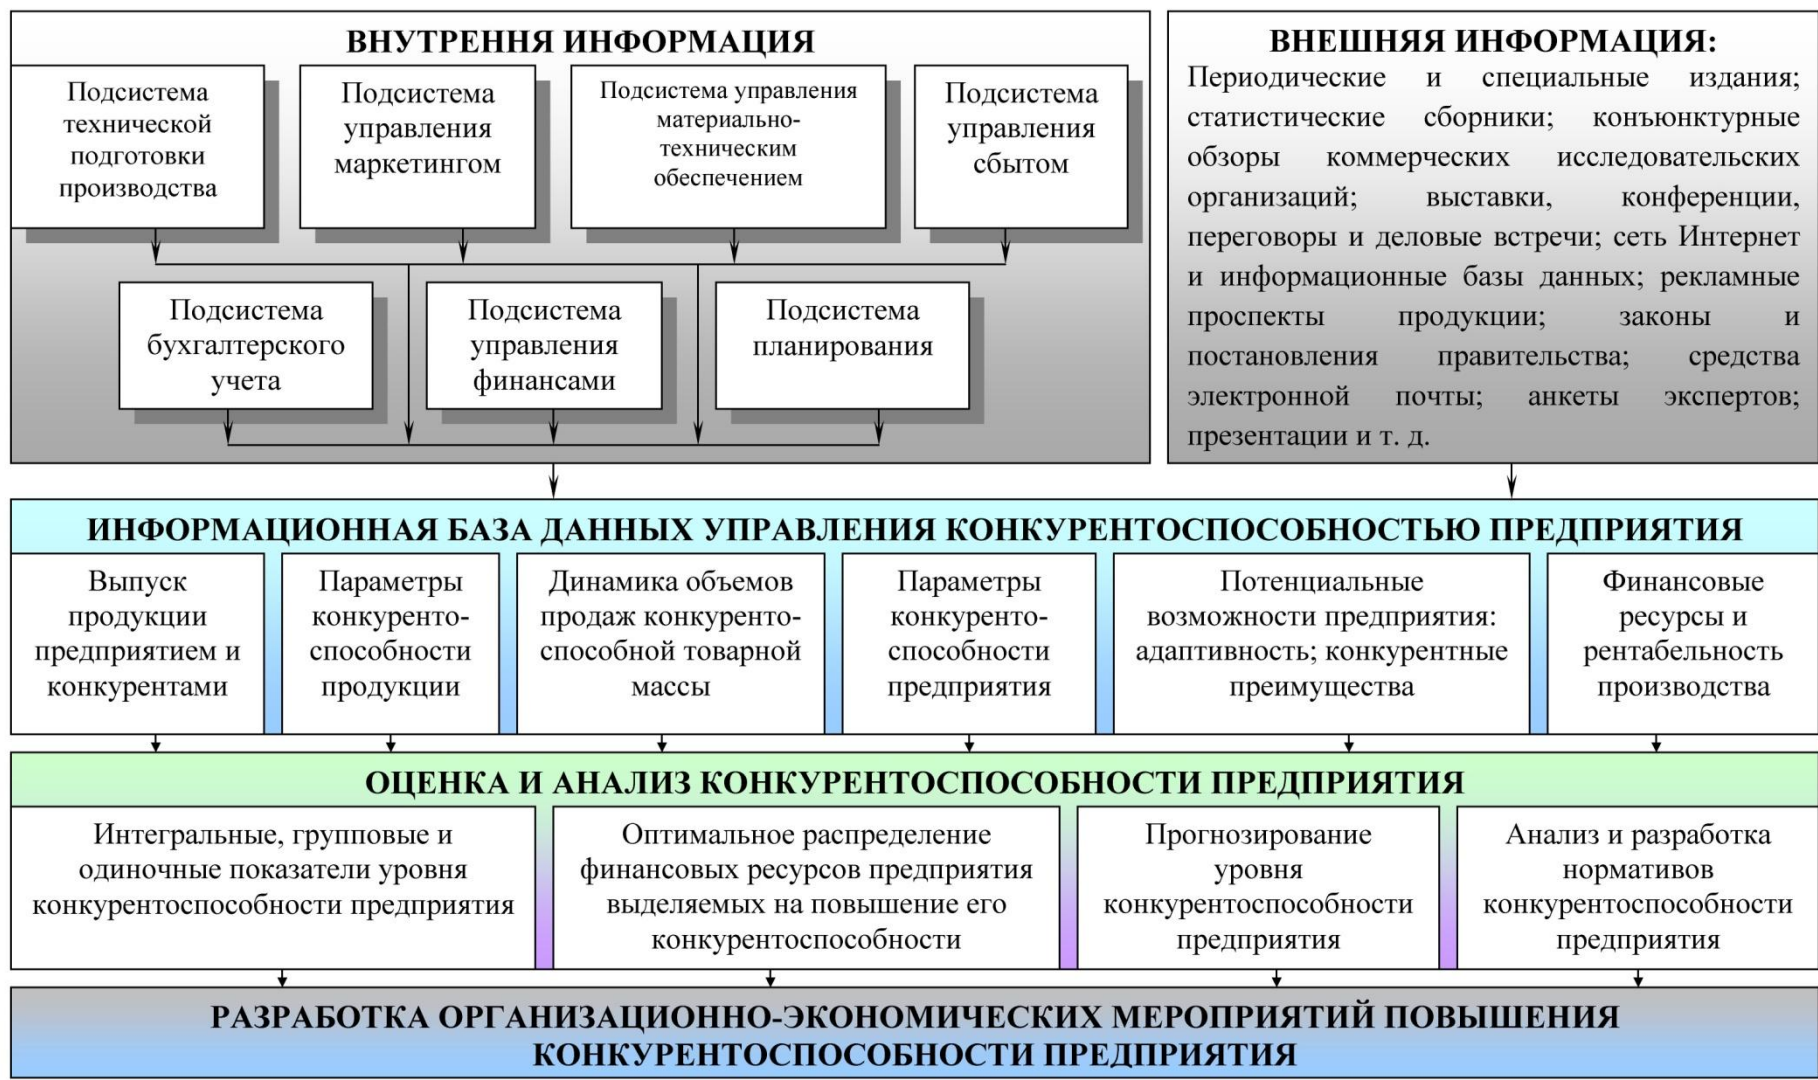 ВНУТРЕННЯ ИНФОРМАЦИЯ
Подсистема
технической
подготовки
производства
Подсистема
управления
маркетингом
Подсистема управления
материально-
техническим
обеспечением
Подсистема
управления
сбытом
Подсистема
бухгалтерского
учета
Подсистема
управления
финансами
Подсистема
планирования
ВНЕШНЯЯ ИНФОРМАЦИЯ:
Периодические и специальные издания;
статистические сборники; конъюнктурные
обзоры коммерческих исследовательских
организаций; выставки, конференции,
переговоры и деловые встречи; сеть Интернет
и информационные базы данных; рекламные
проспекты продукции; законы и
постановления правительства; средства
электронной почты; анкеты экспертов;
презентации и т. д.
ИНФОРМАЦИОННАЯ БАЗА ДАННЫХ УПРАВЛЕНИЯ КОНКУРЕНТОСПОСОБНОСТЬЮ ПРЕДПРИЯТИЯ
Выпуск
продукции
предприятием и
конкурентами
Параметры
конкуренто-
способности
продукции
Динамика объемов
продаж конкуренто-
способной товарной
массы
Параметры
конкуренто-
способности
предприятия
Потенциальные
возможности предприятия:
адаптивность; конкурентные
преимущества
Финансовые
ресурсы и
рентабельность
производства
ОЦЕНКА И АНАЛИЗ КОНКУРЕНТОСПОСОБНОСТИ ПРЕДПРИЯТИЯ
Интегральные, групповые и
одиночные показатели уровня
конкурентоспособности предприятия
Оптимальное распределение
финансовых ресурсов предприятия
выделяемых на повышение его
конкурентоспособности
Прогнозирование
уровня
конкурентоспособности
предприятия
Анализ и разработка
нормативов
конкурентоспособности
предприятия
РАЗРАБОТКА ОРГАНИЗАЦИОННО-ЭКОНОМИЧЕСКИХ МЕРОПРИЯТИЙ ПОВЫШЕНИЯ
КОНКУРЕНТОСПОСОБНОСТИ ПРЕДПРИЯТИЯ